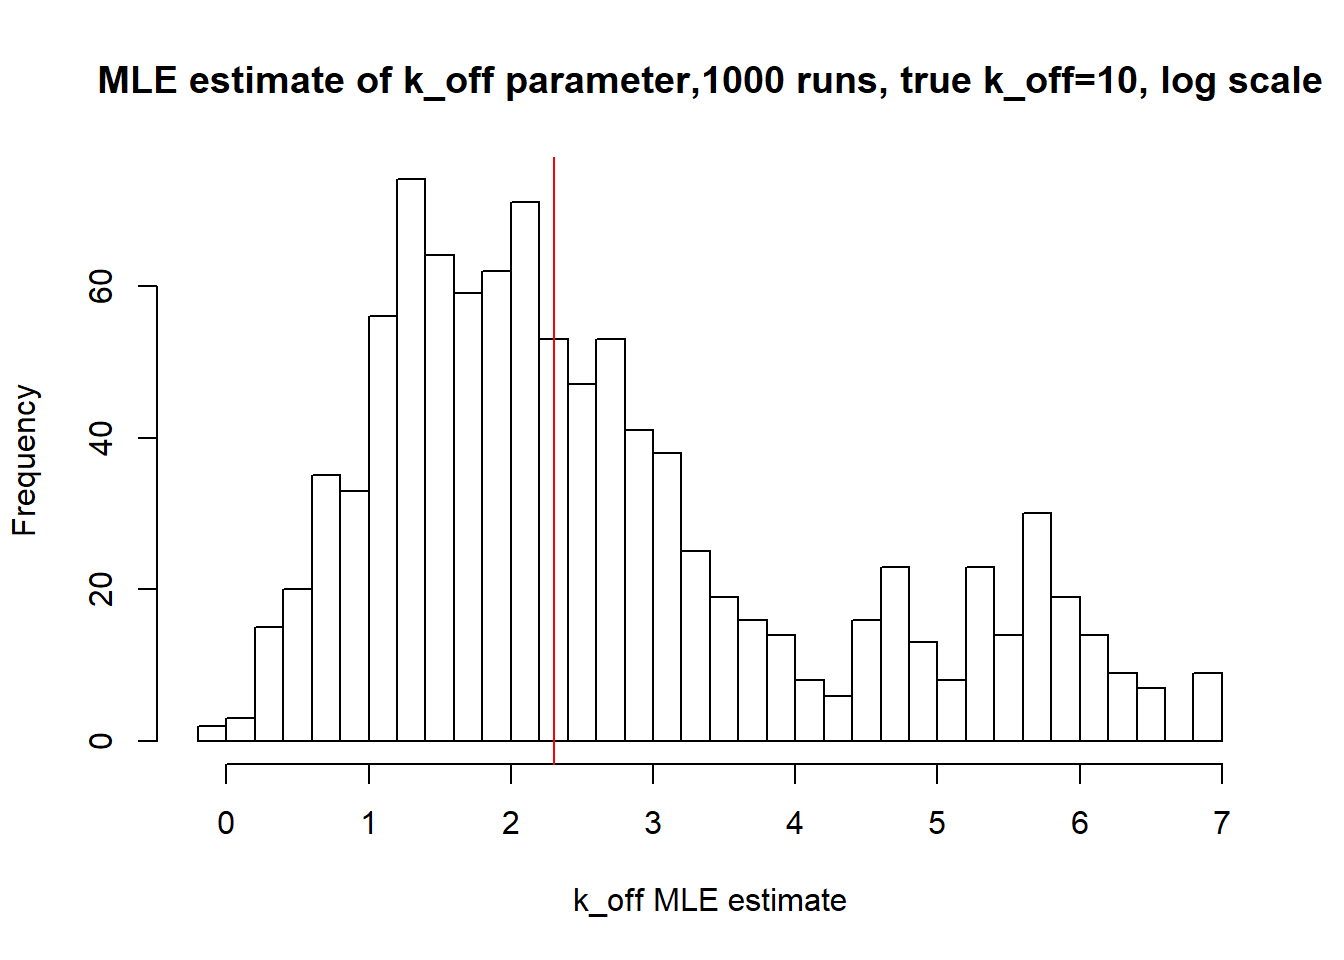 MLE estimate of k_off parameter,1000 runs, true k_off=10, log scale
Frequency
60
40
20
0
0 1 2 3 4 5 6 7
k_off MLE estimate